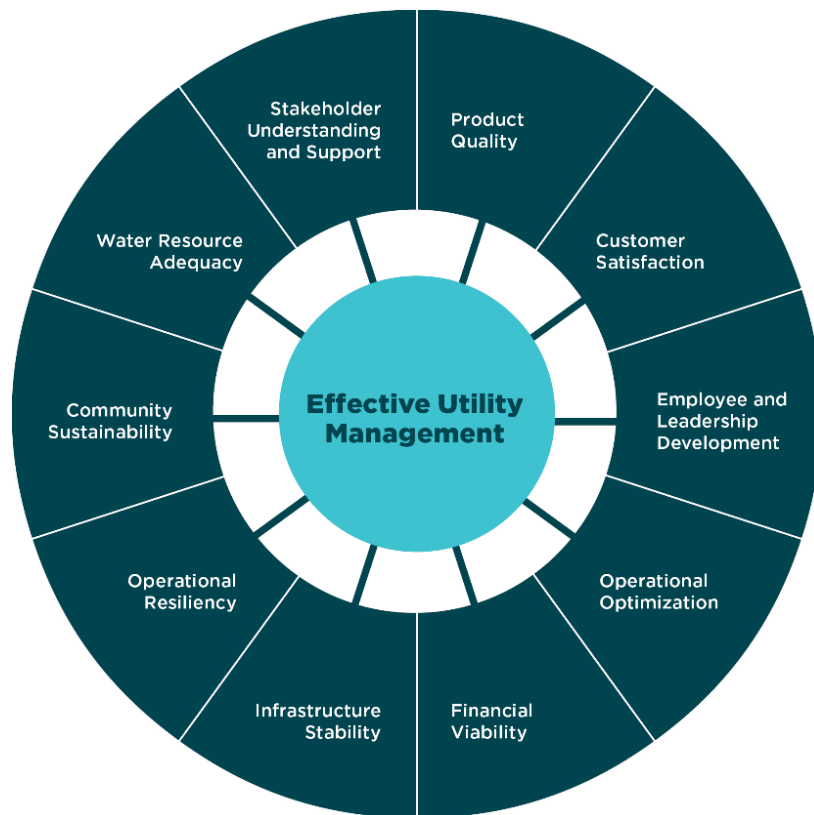 Stakeholder
Understanding
and Support
Product
Quality
Water Resource
Adequacy
Customer
Satisfaction
Community
Sustainability
Effective Utility
Management
Employee and
Leadership
Development
Operational
Resiliency
Operational
Optimization
Infrastructure
Stability
Financial
Viability